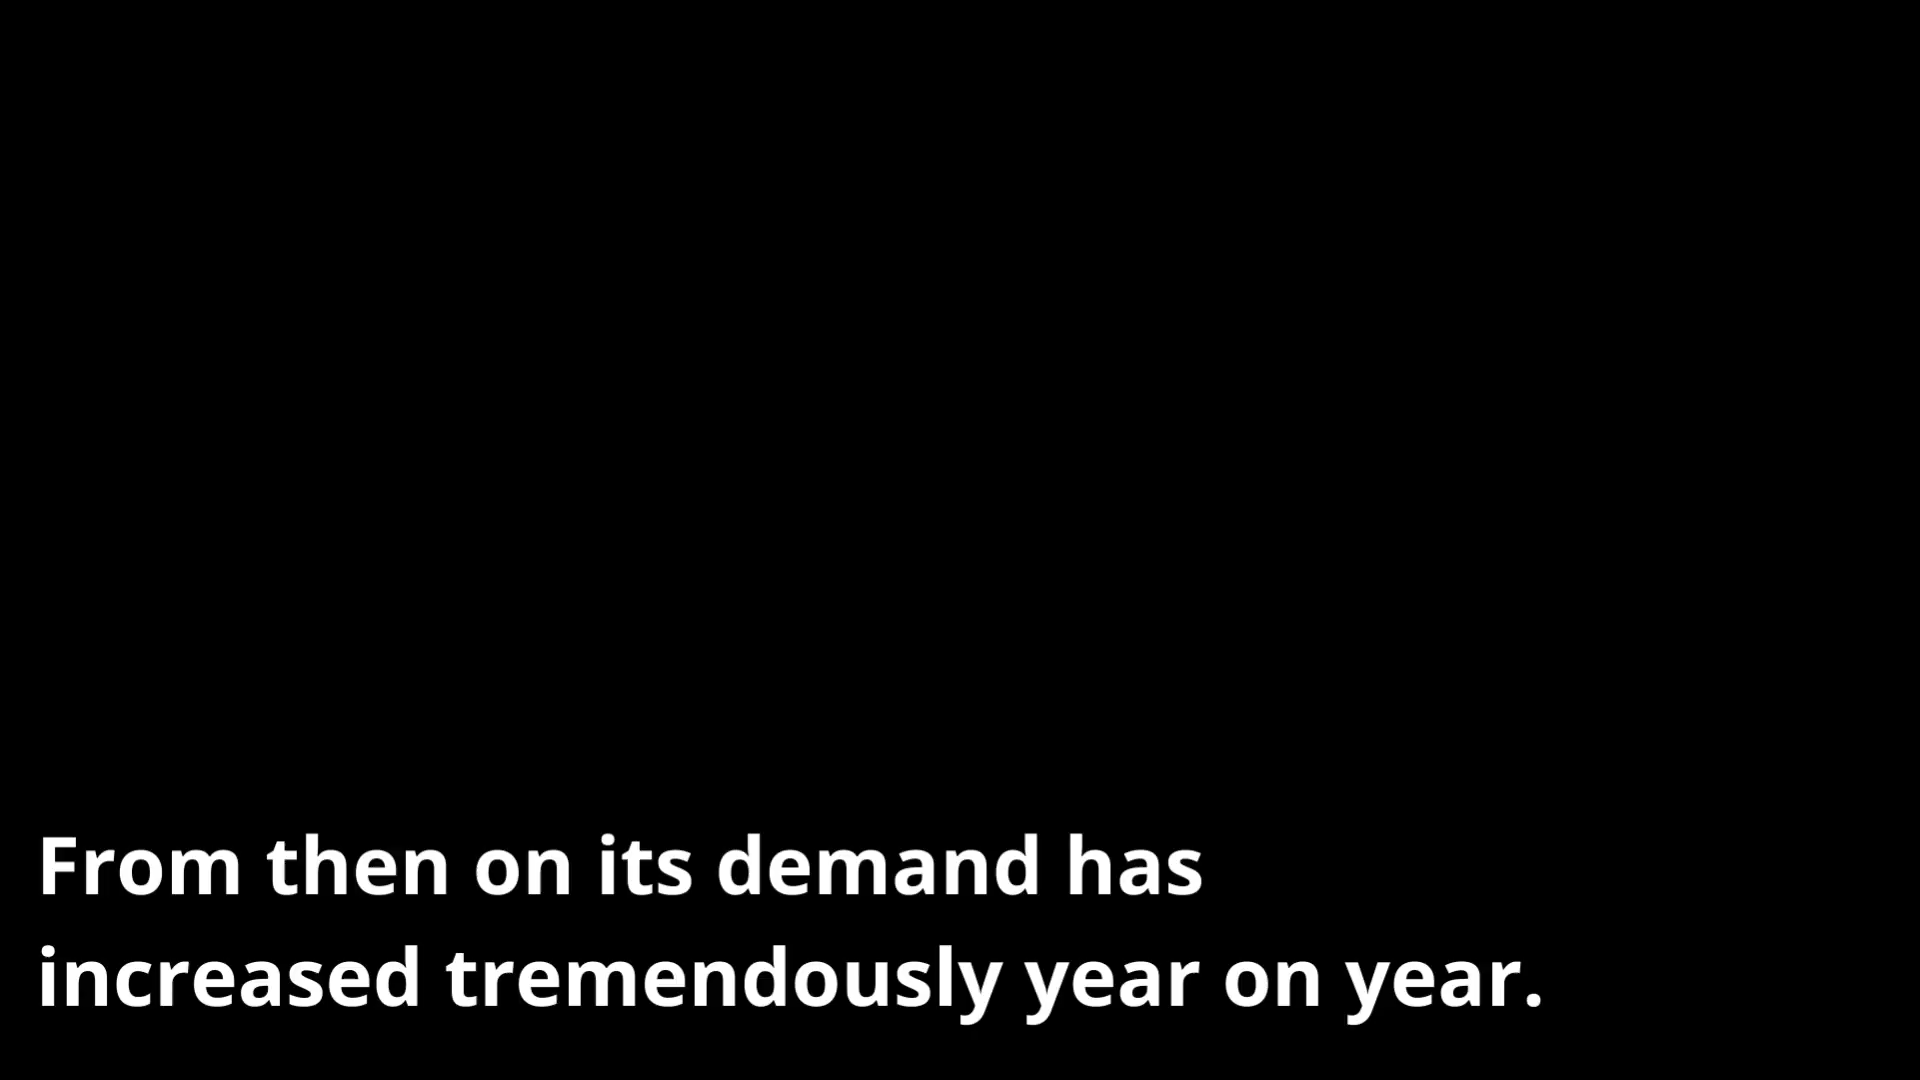 From then on its demand has
increased tremendously year on year.